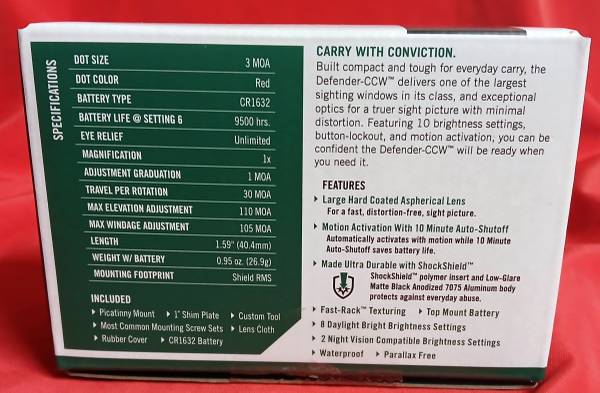 SPECIFICATIONS
DOT SIZE 3 MOA
DOT COLOR Red
BATTERY TYPE CR1632
BATTERY LIFE @ SETTING 6 9500 hrs.
EYE RELIEF Unlimited
MAGNIFICATION 1x
ADJUSTMENT GRADUATION 1 MOA
TRAVEL PER ROTATION 30 MOA
MAX ELEVATION ADJUSTMENT 110 MOA
MAX WINDAGE ADJUSTMENT 105 MOA
LENGTH 1.59" (40.4mm)
WEIGHT W/ BATTERY 0.95 oz. (26.9g)
MOUNTING FOOTPRINT Shield RMS
INCLUDED
▸ Picatinny Mount ▸ 1" Shim Plate ▸ Custom Tool
▸ Most Common Mounting Screw Sets ▸ Lens Cloth
▸ Rubber Cover ▸ CR1632 Battery
CARRY WITH CONVICTION.
Built compact and tough for everyday carry, the
Defender-CCW™ delivers one of the largest
sighting windows in its class, and exceptional
optics for a truer sight picture with minimal
distortion. Featuring 10 brightness settings,
button-lockout, and motion activation, you can be
confident the Defender-CCW™ will be ready when
you need it.
FEATURES
▸ Large Hard Coated Aspherical Lens
For a fast, distortion-free, sight picture.
▸ Motion Activation With 10 Minute Auto-Shutoff
Automatically activates with motion while 10 Minute
Auto-Shutoff saves battery life.
▸ Made Ultra Durable with ShockShield™
ShockShield™ polymer insert and Low-Glare
Matte Black Anodized 7075 Aluminum body
protects against everyday abuse.
▸ Fast-Rack™ Texturing ▸ Top Mount Battery
▸ 8 Daylight Bright Brightness Settings
▸ 2 Night Vision Compatible Brightness Settings
▸ Waterproof ▸ Parallax Free